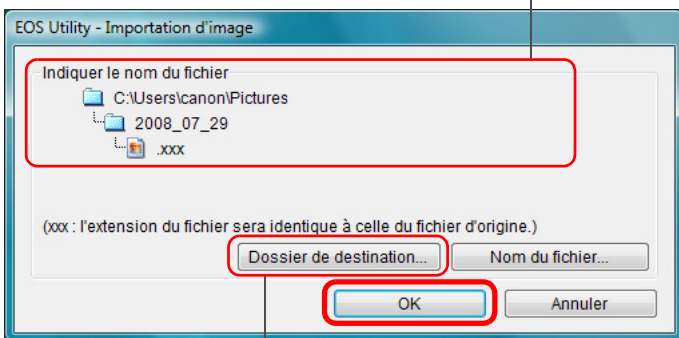 EOS Utility - Importation d'image
Indiquer le nom du fichier
C:\Users\canon\Pictures
2008_07_29
.xxx
(xxx : l'extension du fichier sera identique à celle du fichier d'origine.)
Dossier de destination... Nom du fichier...
OK Annuler